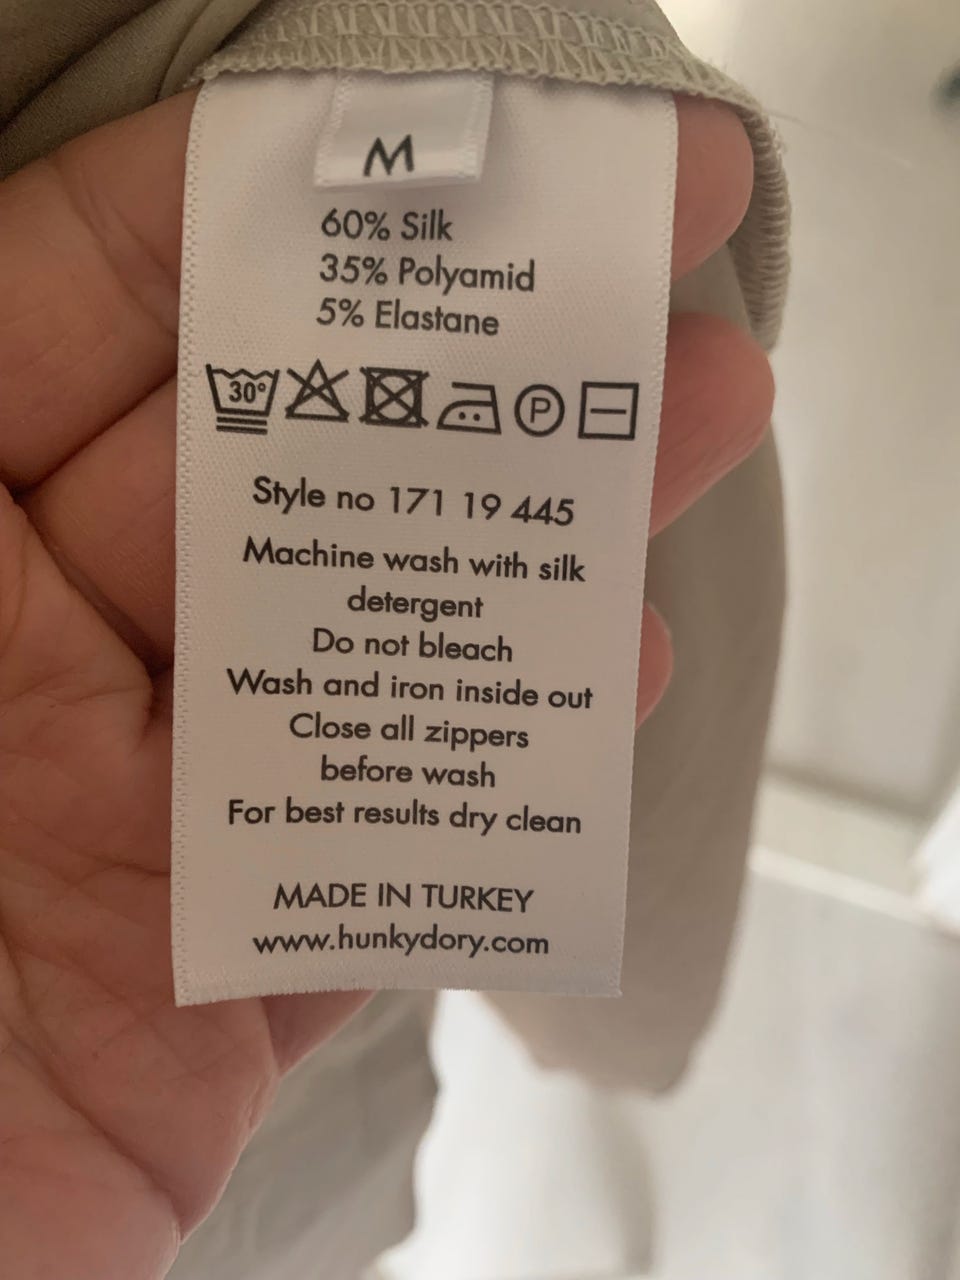 M
60% Silk
35% Polyamid
5% Elastane
30° P
Style no 171 19 445
Machine wash with silk
detergent
Do not bleach
Wash and iron inside out
Close all zippers
before wash
For best results dry clean
MADE IN TURKEY
www.hunkydory.com